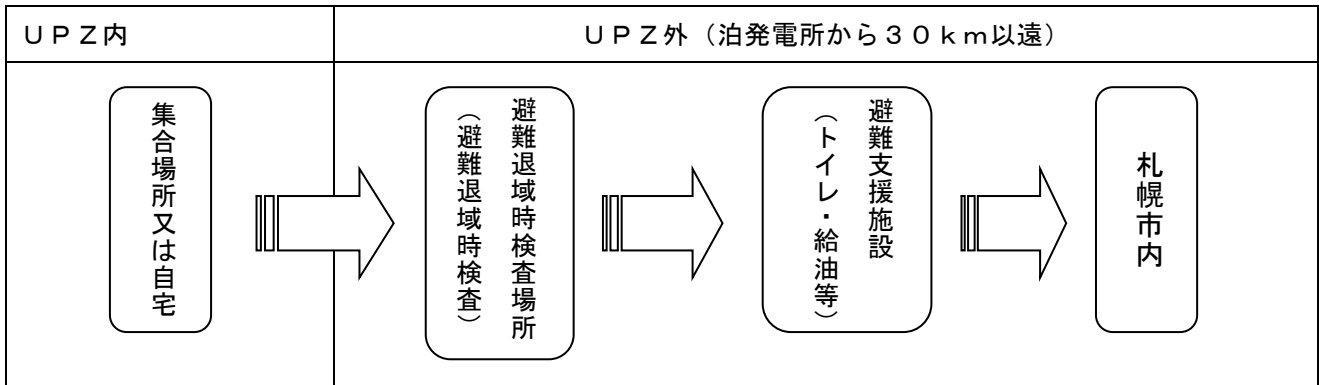 ＵＰＺ内
ＵＰＺ外（泊発電所から３０ｋｍ以遠）
集合場所又は自宅
避難退域時検査場所
（避難退域時検査）
避難支援施設
（トイレ・給油等）
札幌市内